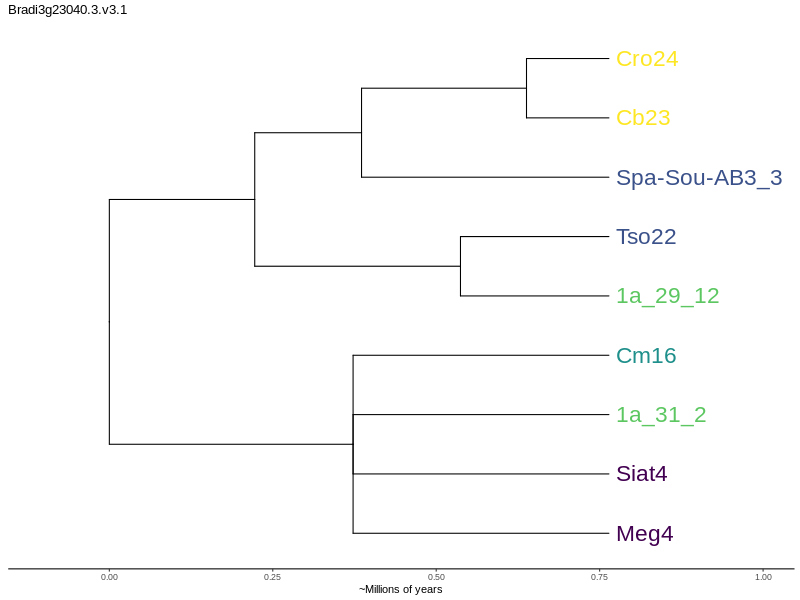 Bradi3g23040.3.v3.1
Cro24
Cb23
Spa-Sou-AB3_3
Tso22
1a_29_12
Cm16
1a_31_2
Siat4
Meg4
0.00 0.25 0.50 0.75 1.00
~Millions of years